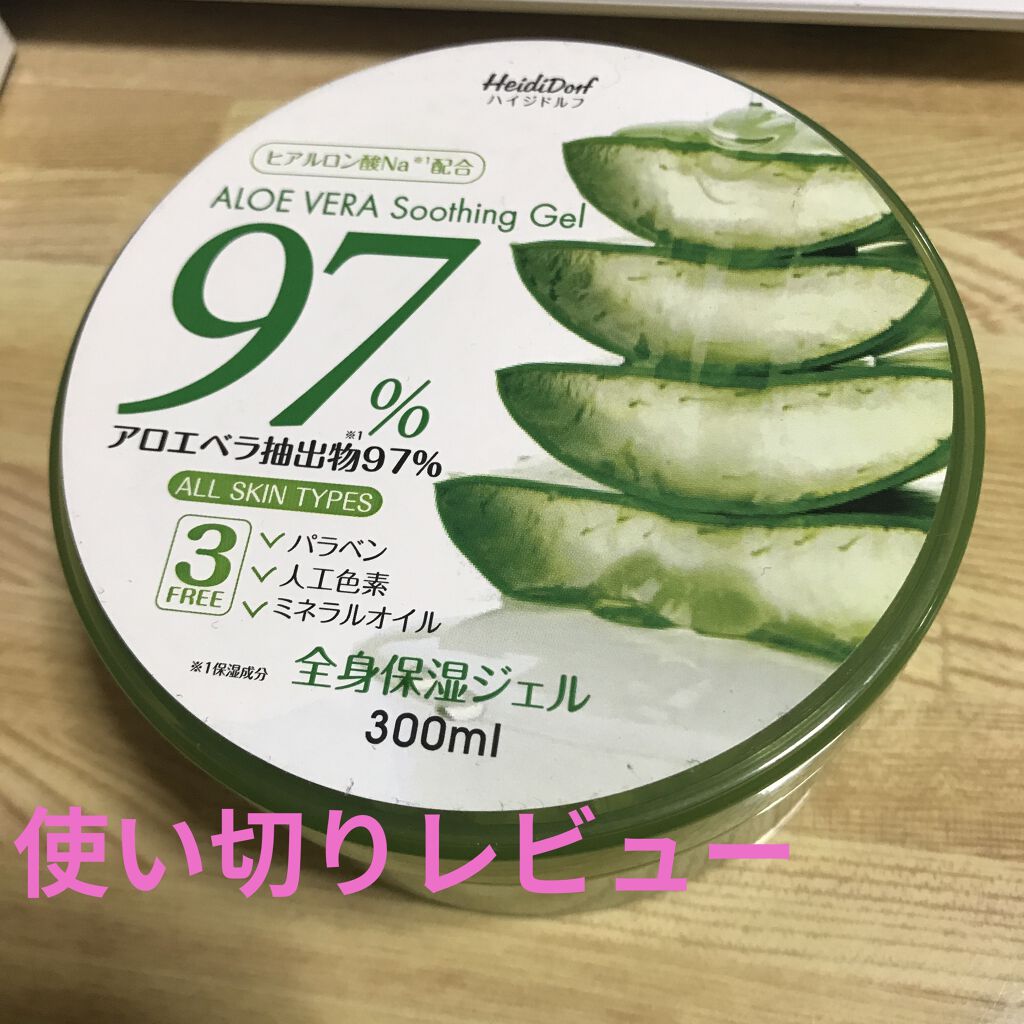 HeidiDorf
ハイジドルフ
ヒアルロン酸Na※1配合
ALOE VERA Soothing Gel
97%
アロエベラ抽出物※1 97%
ALL SKIN TYPES
3 FREE
パラベン
人工色素
ミネラルオイル
※1保湿成分
全身保湿ジェル
300ml
使い切りレビュー